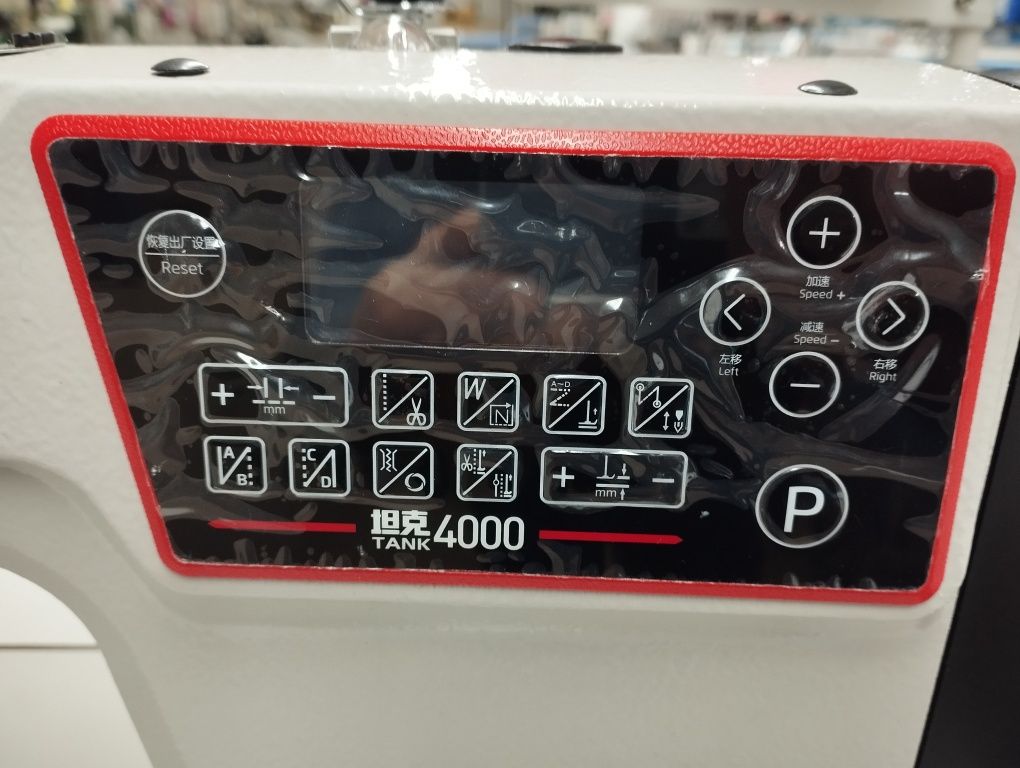 恢复出厂设置
Reset
+
加速
Speed +
<
左移
Left
>
右移
Right
减速
Speed −
−
+ mm −
W
N
A~D
A
B
C
D
+ mm −
P
坦克
TANK 4000